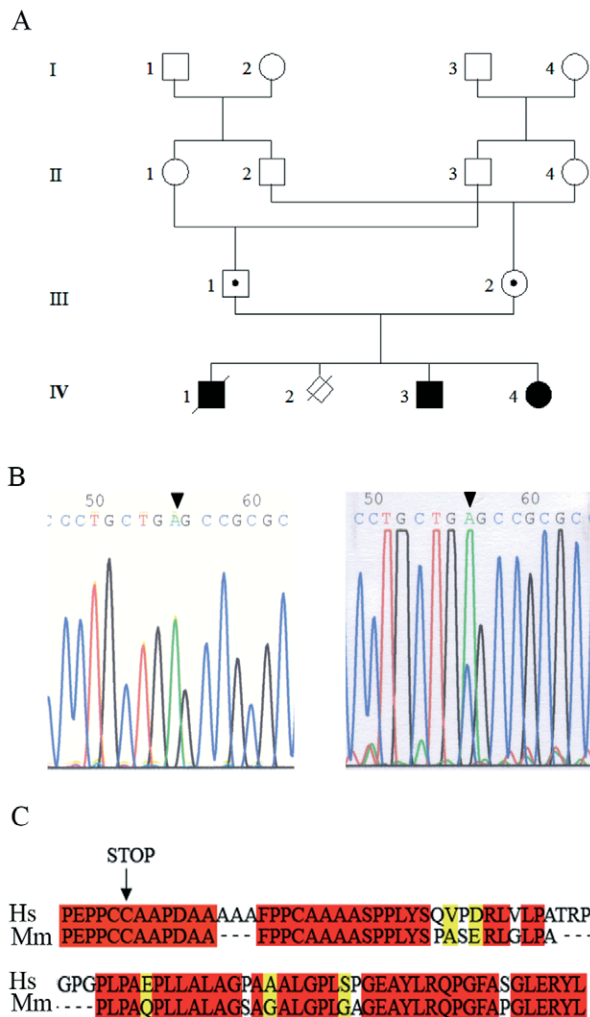 A
I 1 2 3 4
II 1 2 3 4
III 1 2
IV 1 2 3 4
B
50 60 50 60
CGCTGCTGAGCCGCGC CCTGCTGAGCCGCGC
C
STOP
Hs PEPPCCAAPDAAAAAFPPCAAAASPPLYSQVPDRLVLPATRP
Mm PEPPCCAAPDAA----FPPCAAAASPPLYSPASERLGLPA---
Hs GPGPLPAEPLLALAGPAAALGPLSPGEAYLRQPGFASGLERYL
Mm ----PLPAQPLLALAGSAGALGPLGAGEAYLRQPGFAPGLERYL